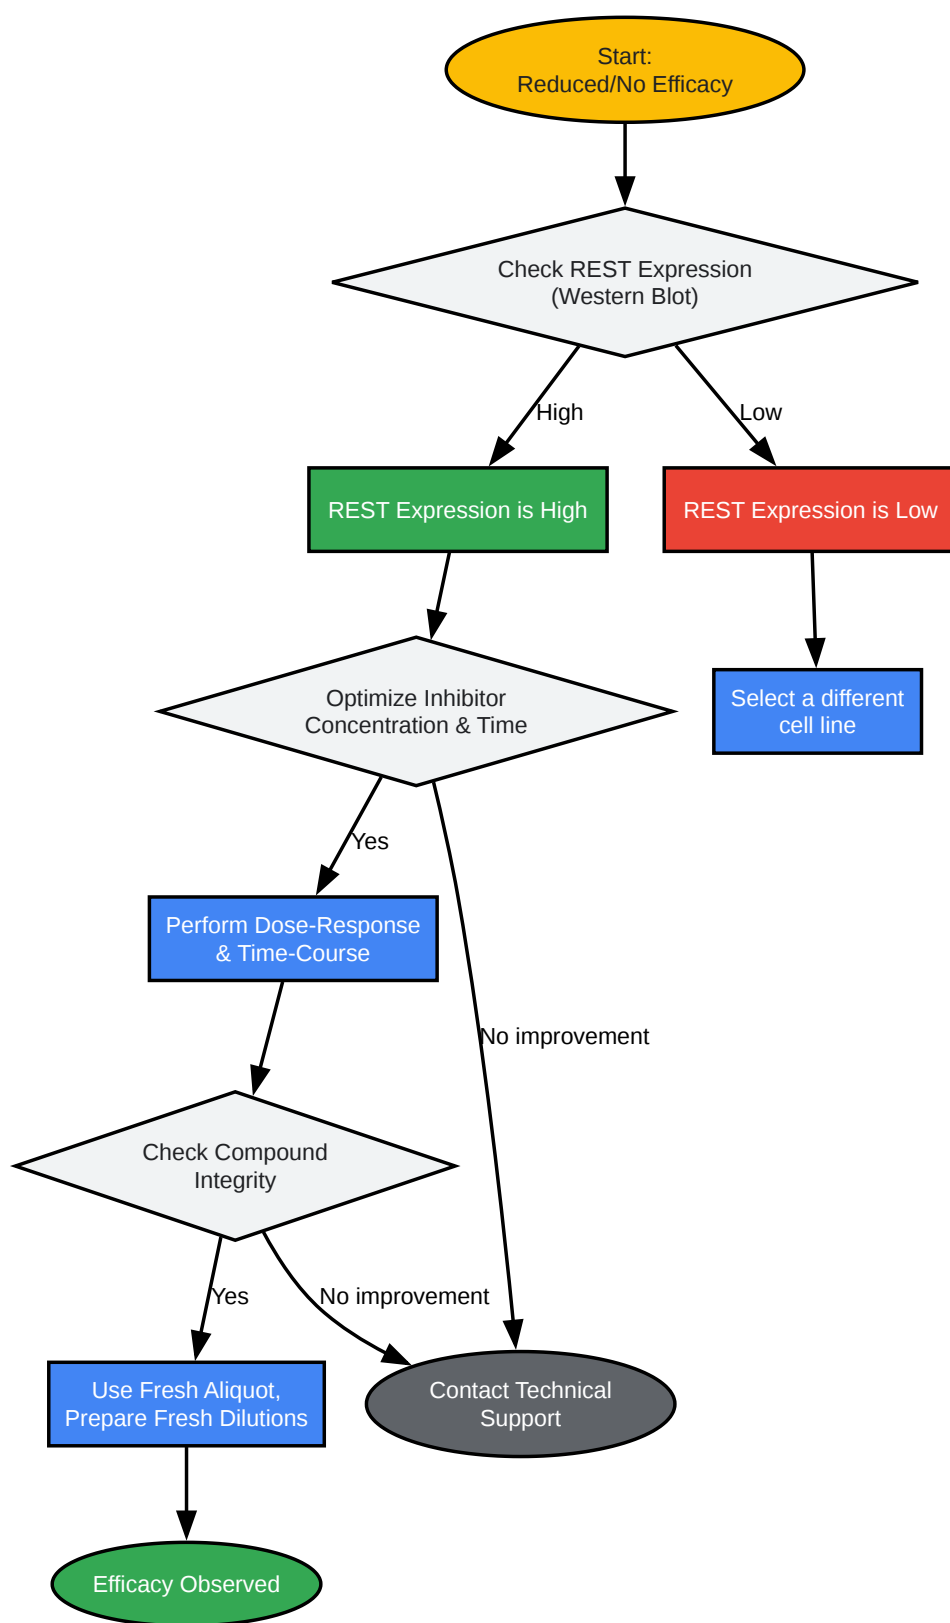 Start:
Reduced/No Efficacy
Check REST Expression
(Western Blot)
High
Low
REST Expression is High
REST Expression is Low
Optimize Inhibitor
Concentration & Time
Select a different
cell line
Yes
Perform Dose-Response
& Time-Course
No improvement
Check Compound
Integrity
Yes
No improvement
Use Fresh Aliquot,
Prepare Fresh Dilutions
Contact Technical
Support
Efficacy Observed